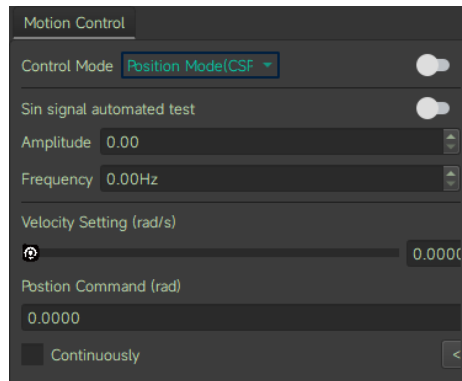 Motion Control
Control Mode Position Mode(CSF
Sin signal automated test
Amplitude 0.00
Frequency 0.00Hz
Velocity Setting (rad/s)
0.0000
Postion Command (rad)
0.0000
Continuously <